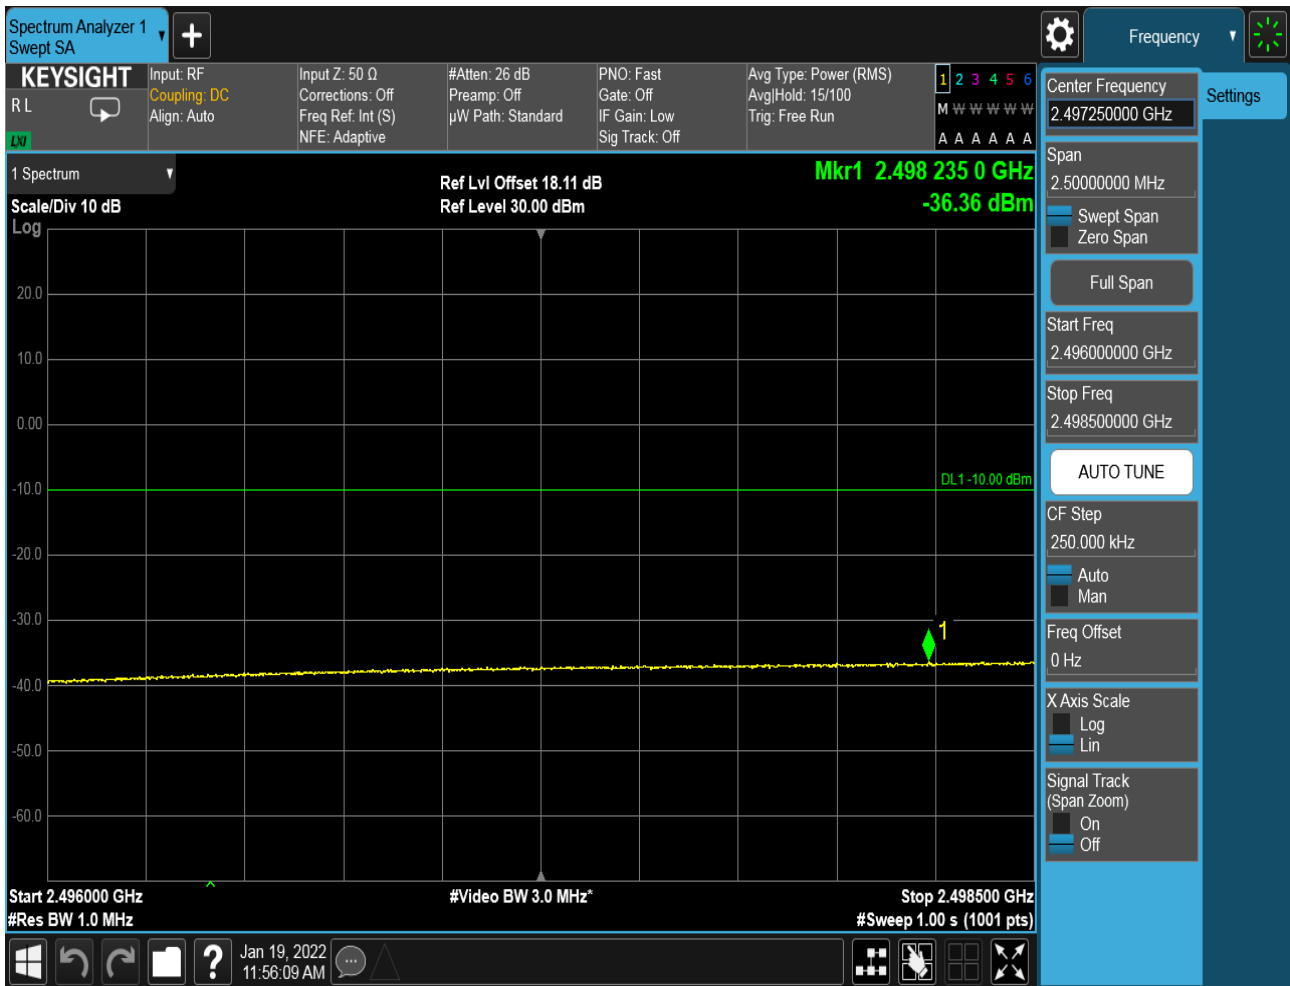 Spectrum Analyzer 1
Swept SA
Frequency
KEYSIGHT
R L
LXI
Input: RF
Coupling: DC
Align: Auto
Input Z: 50 Ω
Corrections: Off
Freq Ref: Int (S)
NFE: Adaptive
#Atten: 26 dB
Preamp: Off
µW Path: Standard
PNO: Fast
Gate: Off
IF Gain: Low
Sig Track: Off
Avg Type: Power (RMS)
Avg|Hold: 15/100
Trig: Free Run
1 2 3 4 5 6
M W W W W W
A A A A A A
1 Spectrum
Scale/Div 10 dB
Log
Ref Lvl Offset 18.11 dB
Ref Level 30.00 dBm
Mkr1 2.498 235 0 GHz
-36.36 dBm
20.0
10.0
0.00
-10.0
-20.0
-30.0
-40.0
-50.0
-60.0
DL1 -10.00 dBm
1
Start 2.496000 GHz
#Res BW 1.0 MHz
#Video BW 3.0 MHz*
Stop 2.498500 GHz
#Sweep 1.00 s (1001 pts)
Jan 19, 2022
11:56:09 AM
?
Center Frequency
2.497250000 GHz
Span
2.50000000 MHz
Swept Span
Zero Span
Full Span
Start Freq
2.496000000 GHz
Stop Freq
2.498500000 GHz
AUTO TUNE
CF Step
250.000 kHz
Auto
Man
Freq Offset
0 Hz
X Axis Scale
Log
Lin
Signal Track
(Span Zoom)
On
Off
Settings